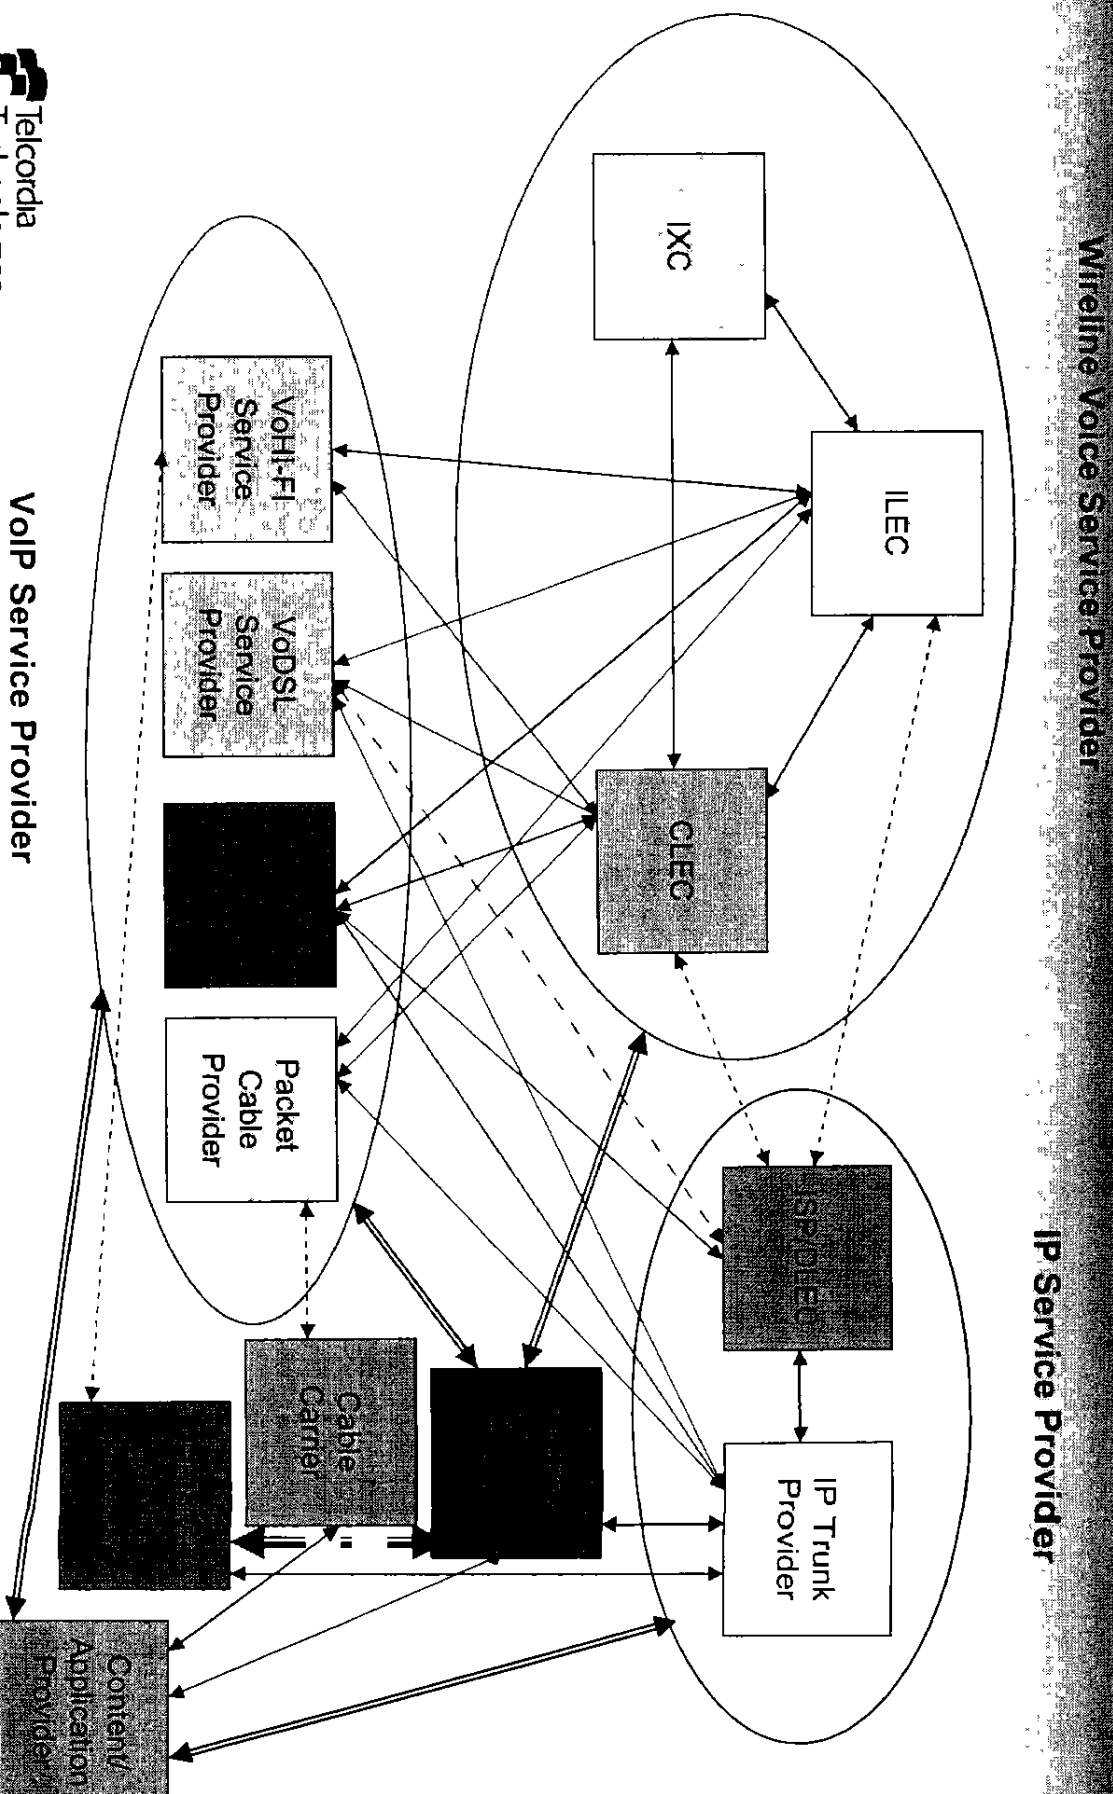 Wireline Voice Service Provider
IP Service Provider
ILEC
IXC
CLEC
ISP/DLEC
IP Trunk
Provider
VoHI-FI
Service
Provider
VoDSL
Service
Provider
Packet
Cable
Provider
Cable
Carrier
Content/
Application
Provider
VoIP Service Provider
Telcordia